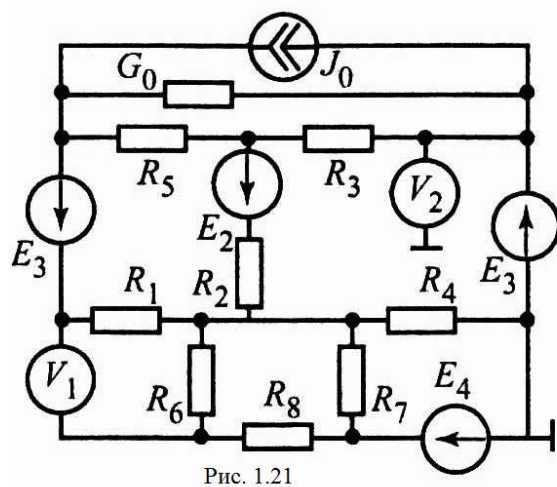 G₀ J₀
R₅ R₃ V₂
E₃ E₂ E₃
R₁ R₂ R₄
V₁ R₆ R₈ R₇ E₄
Рис. 1.21